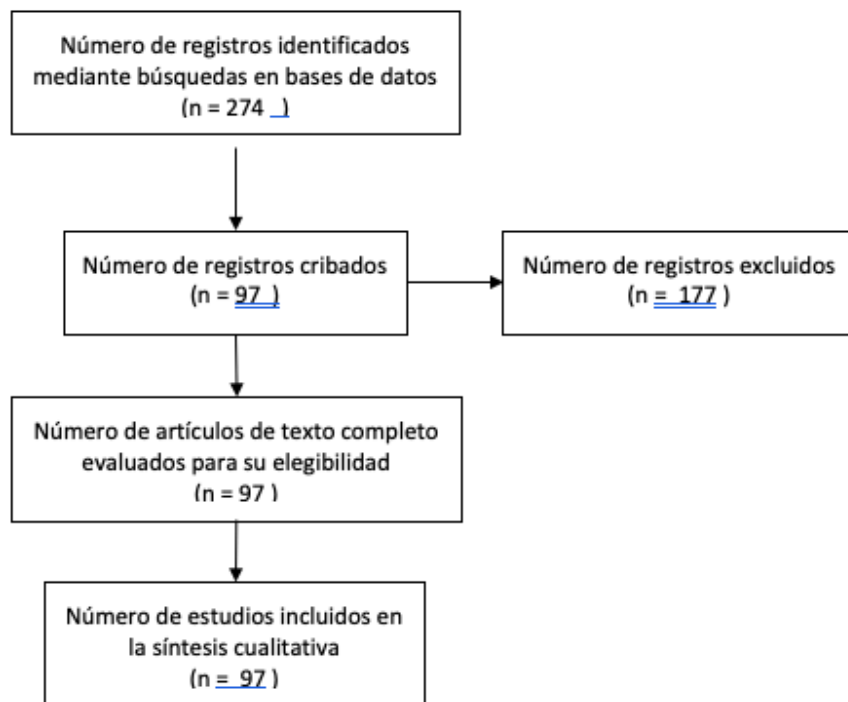 Número de registros identificados
mediante búsquedas en bases de datos
(n = 274 )
Número de registros cribados
(n = 97 )
Número de registros excluidos
(n = 177 )
Número de artículos de texto completo
evaluados para su elegibilidad
(n = 97 )
Número de estudios incluidos en
la síntesis cualitativa
(n = 97 )